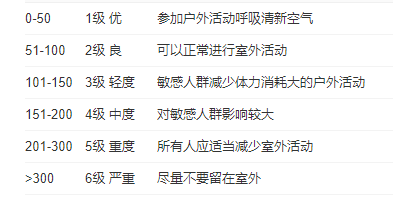 0-50 1级 优 参加户外活动呼吸清新空气
51-100 2级 良 可以正常进行室外活动
101-150 3级 轻度 敏感人群减少体力消耗大的户外活动
151-200 4级 中度 对敏感人群影响较大
201-300 5级 重度 所有人应适当减少室外活动
>300 6级 严重 尽量不要留在室外